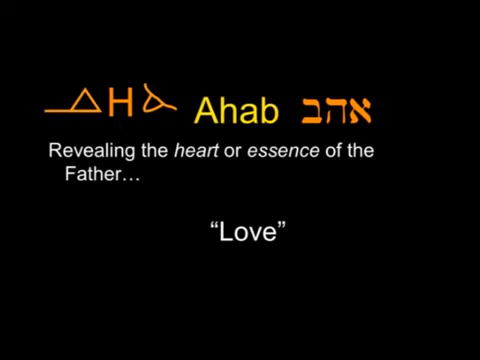 Ahab אהב
Revealing the heart or essence of the
Father…
“Love”